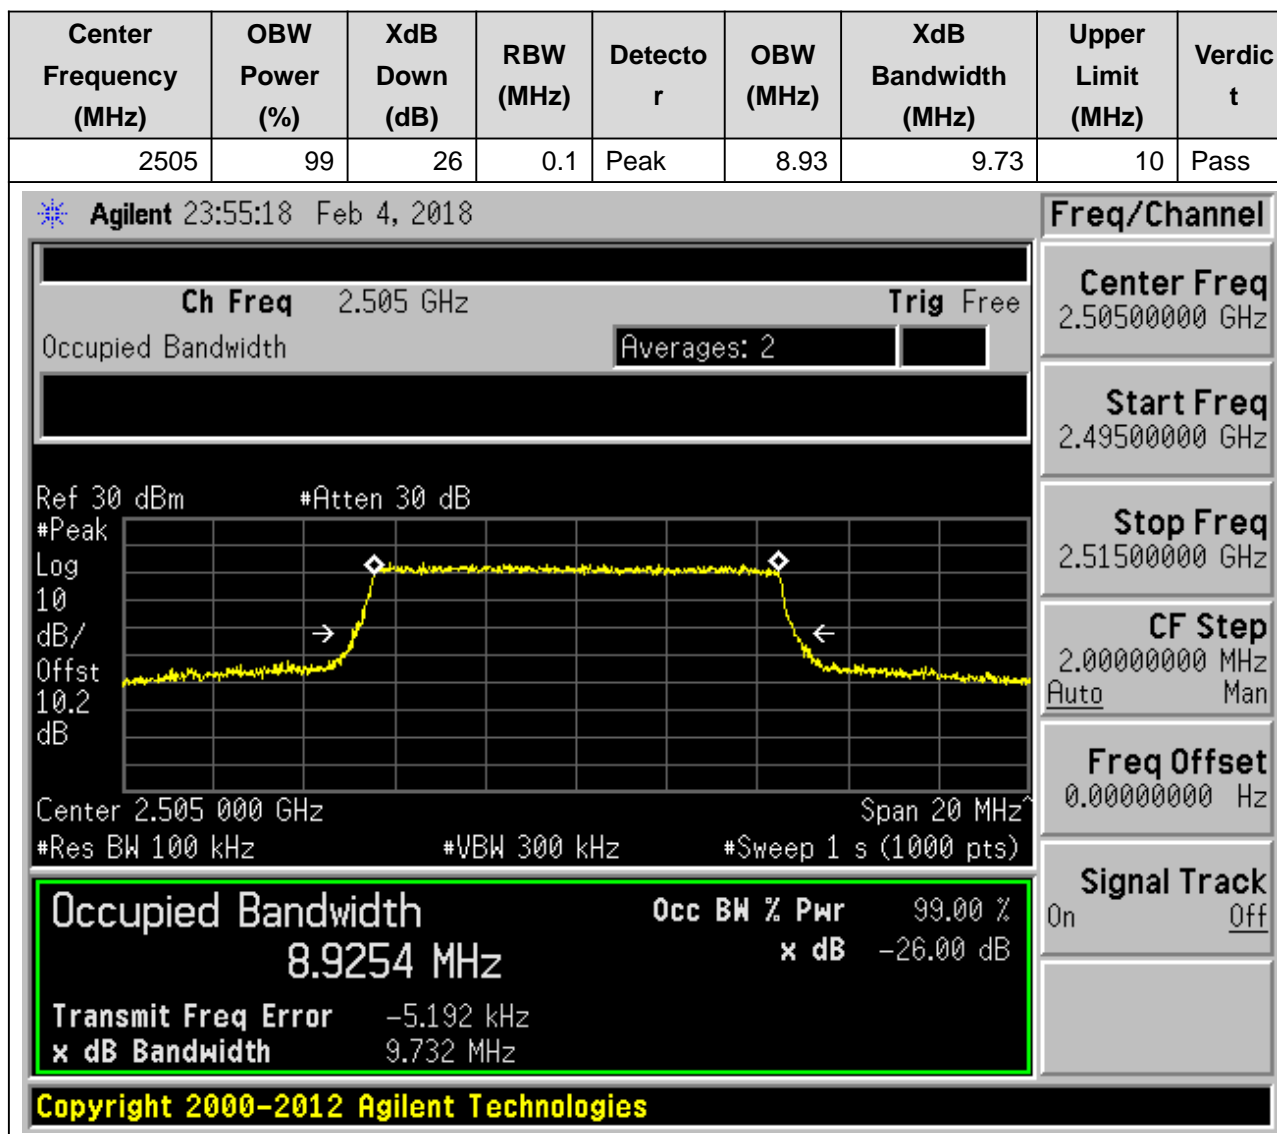 Center Frequency (MHz) OBW Power (%) XdB Down (dB) RBW (MHz) Detecto r OBW (MHz) XdB Bandwidth (MHz) Upper Limit (MHz) Verdic t
2505 99 26 0.1 Peak 8.93 9.73 10 Pass
Agilent 23:55:18 Feb 4, 2018
Ch Freq 2.505 GHz Trig Free
Occupied Bandwidth Averages: 2
Ref 30 dBm #Atten 30 dB
#Peak
Log
10
dB/
Offst
10.2
dB
Center 2.505 000 GHz Span 20 MHz^
#Res BW 100 kHz #VBW 300 kHz #Sweep 1 s (1000 pts)
Occupied Bandwidth Occ BW % Pwr 99.00 %
8.9254 MHz x dB -26.00 dB
Transmit Freq Error -5.192 kHz
x dB Bandwidth 9.732 MHz
Copyright 2000-2012 Agilent Technologies
Freq/Channel
Center Freq
2.50500000 GHz
Start Freq
2.49500000 GHz
Stop Freq
2.51500000 GHz
CF Step
2.00000000 MHz
Auto Man
Freq Offset
0.00000000 Hz
Signal Track
On Off